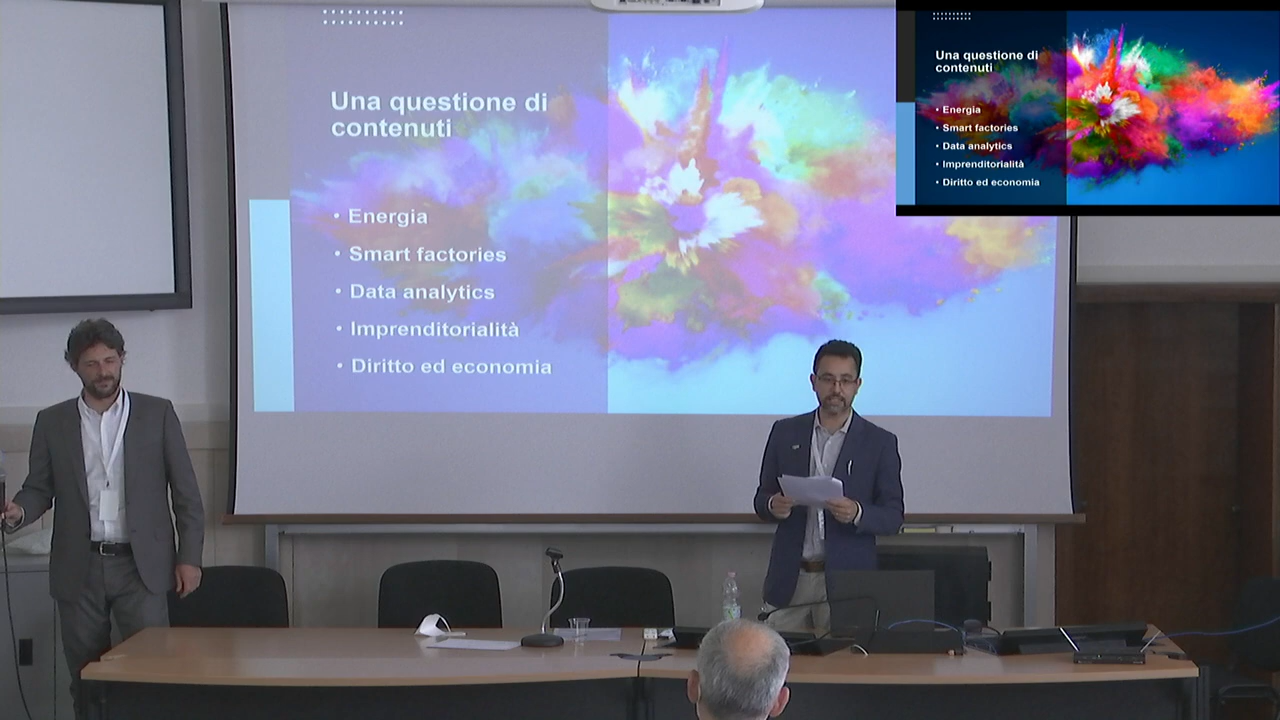 Una questione di
contenuti
• Energia
• Smart factories
• Data analytics
• Imprenditorialità
• Diritto ed economia
Una questione di
contenuti
• Energia
• Smart factories
• Data analytics
• Imprenditorialità
• Diritto ed economia